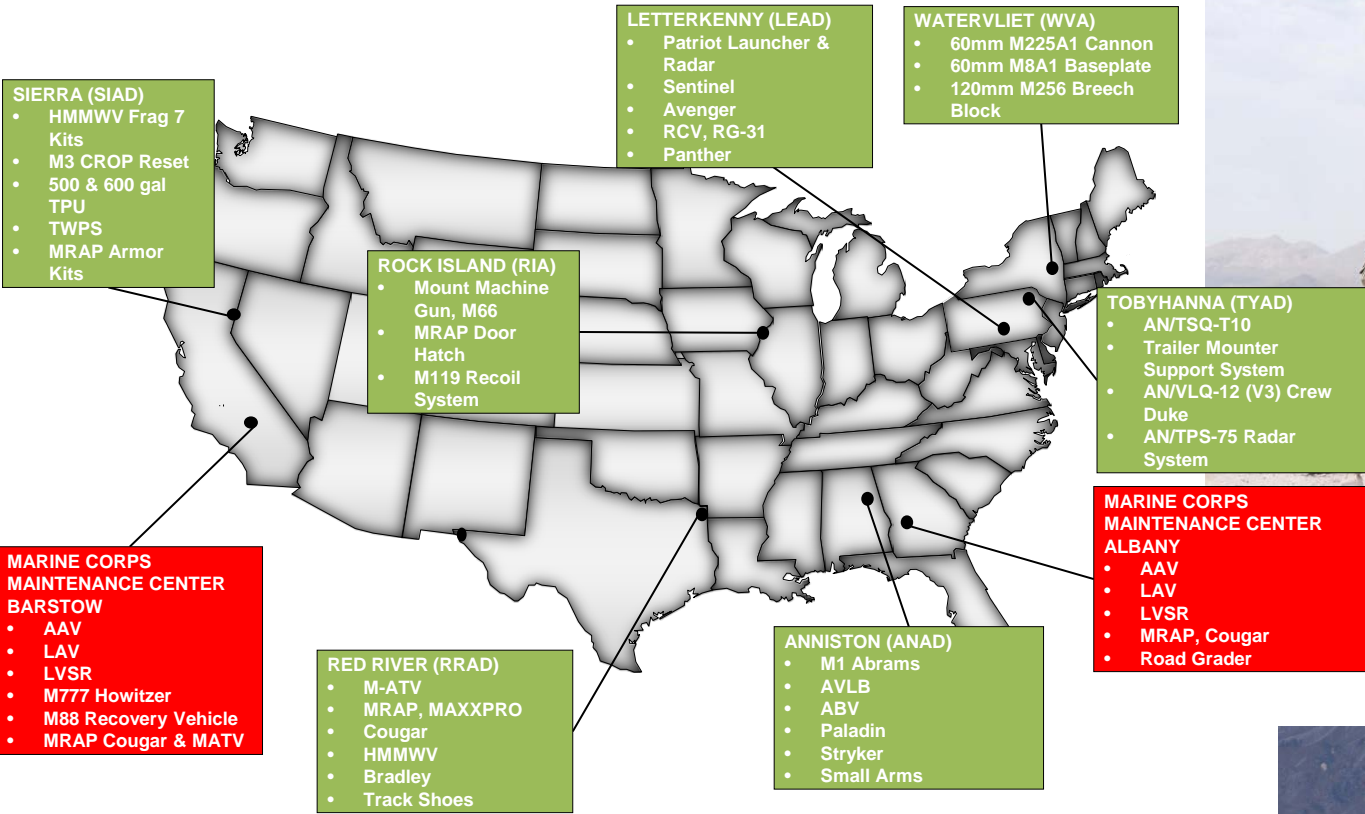 LETTERKENNY (LEAD)
• Patriot Launcher &
Radar
• Sentinel
• Avenger
• RCV, RG-31
• Panther
WATERVLIET (WVA)
• 60mm M225A1 Cannon
• 60mm M8A1 Baseplate
• 120mm M256 Breech
Block
SIERRA (SIAD)
• HMMWV Frag 7
Kits
• M3 CROP Reset
• 500 & 600 gal
TPU
• TWPS
• MRAP Armor
Kits
ROCK ISLAND (RIA)
• Mount Machine
Gun, M66
• MRAP Door
Hatch
• M119 Recoil
System
TOBYHANNA (TYAD)
• AN/TSQ-T10
• Trailer Mounter
Support System
• AN/VLQ-12 (V3) Crew
Duke
• AN/TPS-75 Radar
System
MARINE CORPS
MAINTENANCE CENTER
ALBANY
• AAV
• LAV
• LVSR
• MRAP, Cougar
• Road Grader
MARINE CORPS
MAINTENANCE CENTER
BARSTOW
• AAV
• LAV
• LVSR
• M777 Howitzer
• M88 Recovery Vehicle
• MRAP Cougar & MATV
RED RIVER (RRAD)
• M-ATV
• MRAP, MAXXPRO
• Cougar
• HMMWV
• Bradley
• Track Shoes
ANNISTON (ANAD)
• M1 Abrams
• AVLB
• ABV
• Paladin
• Stryker
• Small Arms